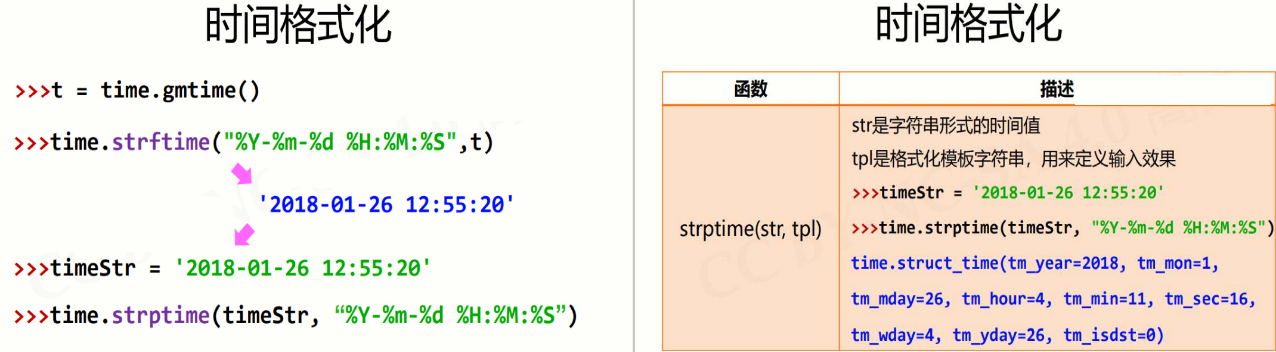 时间格式化
>>>t = time.gmtime()
>>>time.strftime("%Y-%m-%d %H:%M:%S",t)
'2018-01-26 12:55:20'
>>>timeStr = '2018-01-26 12:55:20'
>>>time.strptime(timeStr, “%Y-%m-%d %H:%M:%S”)
时间格式化
函数
描述
strptime(str, tpl)
str是字符串形式的时间值
tpl是格式化模板字符串，用来定义输入效果
>>>timeStr = '2018-01-26 12:55:20'
>>>time.strptime(timeStr, "%Y-%m-%d %H:%M:%S")
time.struct_time(tm_year=2018, tm_mon=1,
tm_mday=26, tm_hour=4, tm_min=11, tm_sec=16,
tm_wday=4, tm_yday=26, tm_isdst=0)